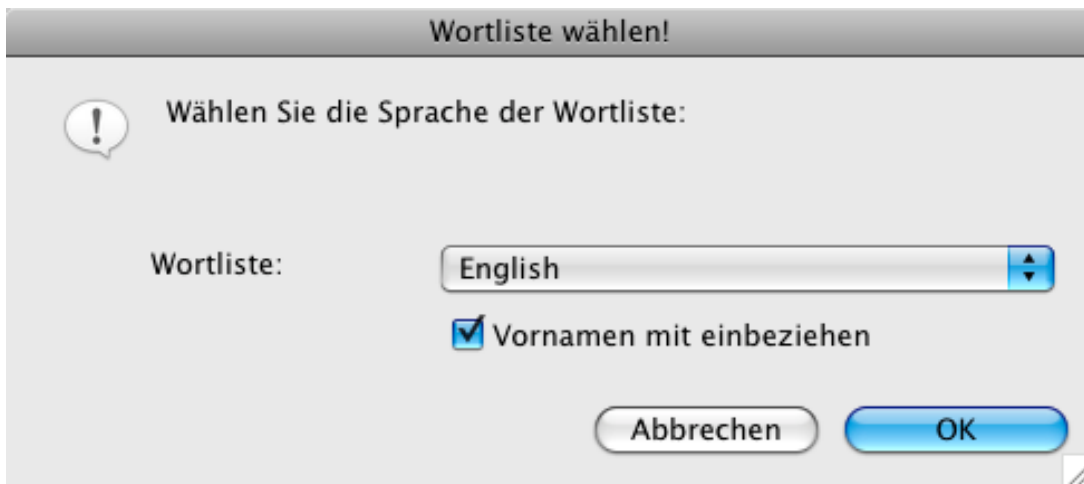 Wortliste wählen!
Wählen Sie die Sprache der Wortliste:
Wortliste: English
Vornamen mit einbeziehen
Abbrechen OK